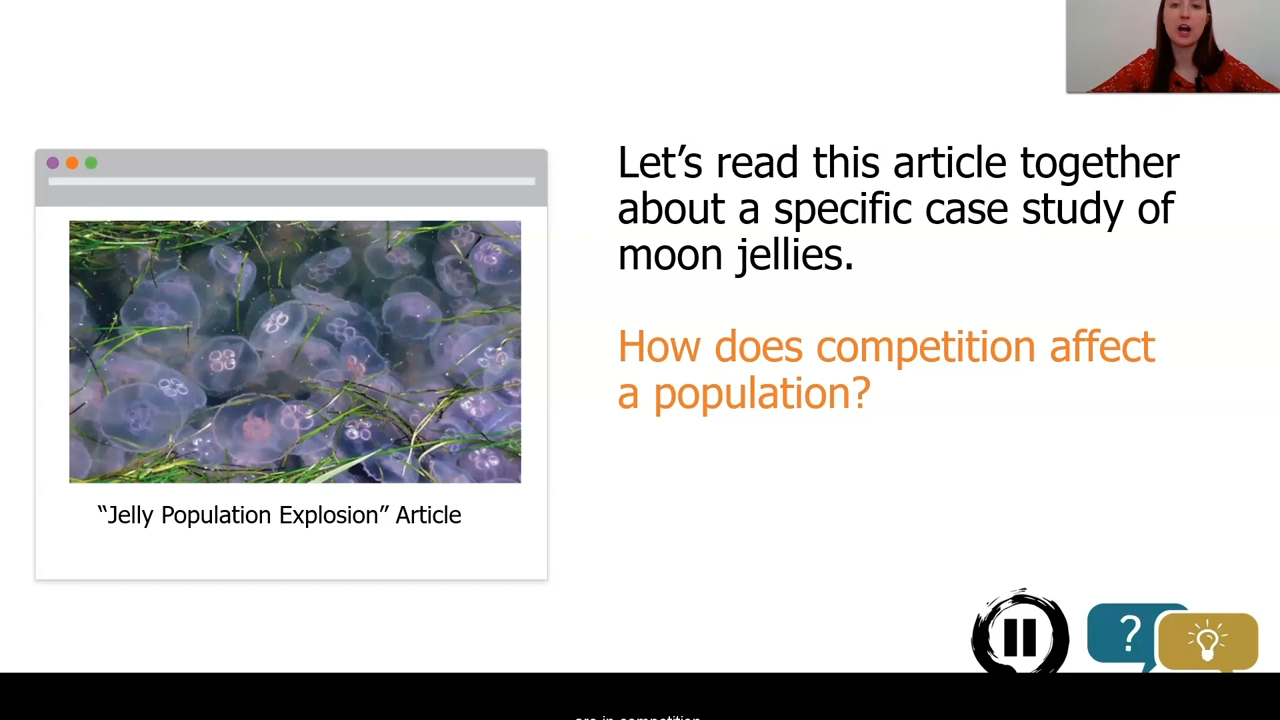 Let’s read this article together
about a specific case study of
moon jellies.
How does competition affect
a population?
“Jelly Population Explosion” Article
?
are in competition